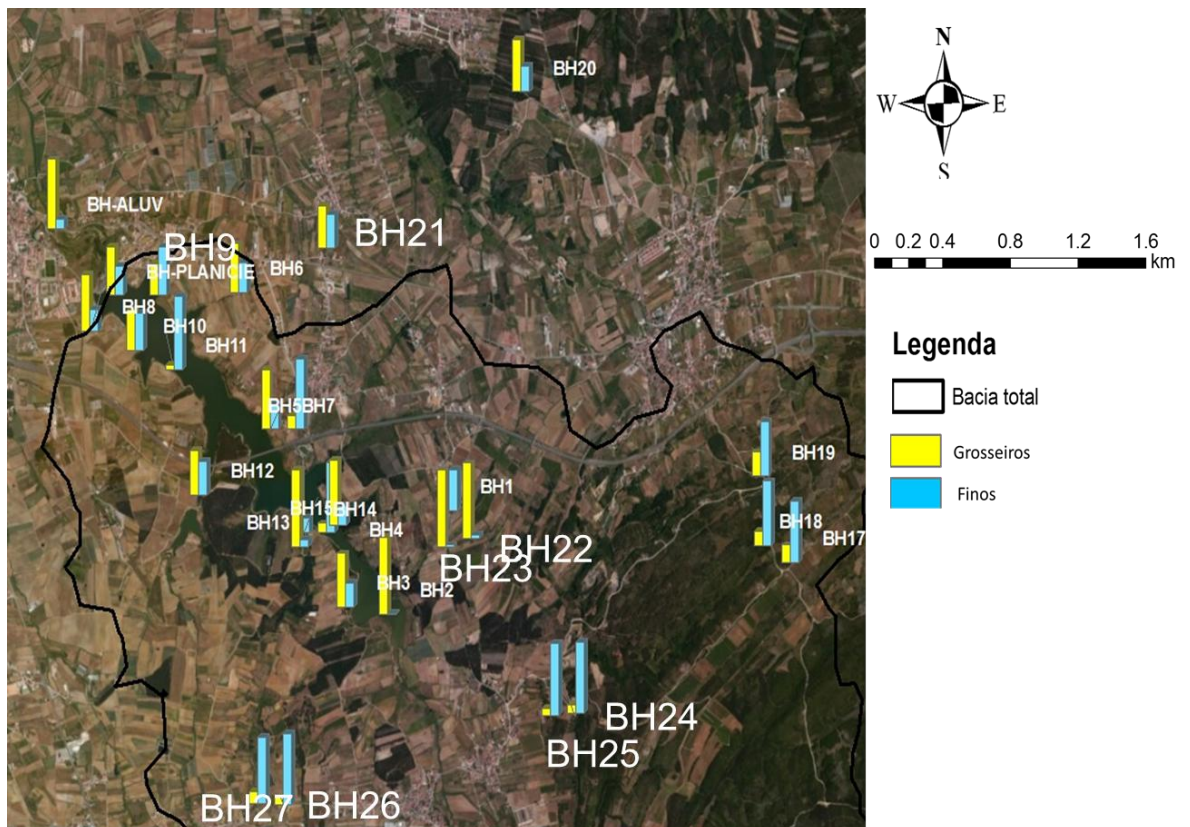 BH20
BH-ALUV
BH21
BH9
BH-PLANICIE
BH6
BH8
BH10
BH11
BH5
BH7
BH12
BH19
BH1
BH15
BH14
BH13
BH18
BH17
BH4
BH22
BH23
BH3
BH2
BH24
BH25
BH27
BH26
N
W
E
S
0 0.2 0.4 0.8 1.2 1.6
km
Legenda
Bacia total
Grosseiros
Finos